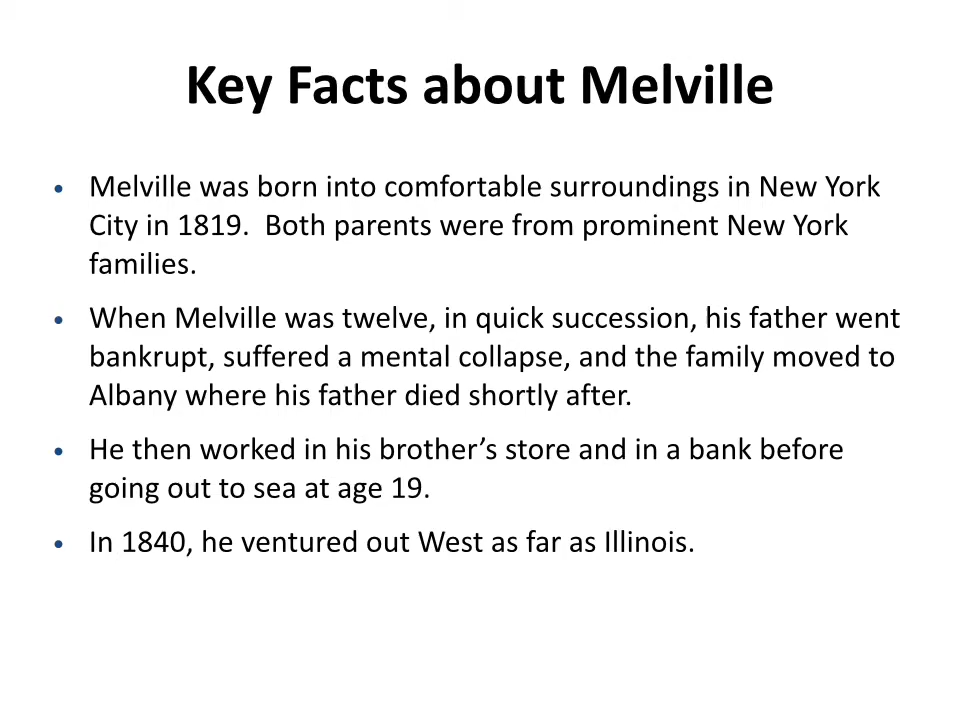 Key Facts about Melville
• Melville was born into comfortable surroundings in New York
City in 1819.  Both parents were from prominent New York
families.
• When Melville was twelve, in quick succession, his father went
bankrupt, suffered a mental collapse, and the family moved to
Albany where his father died shortly after.
• He then worked in his brother’s store and in a bank before
going out to sea at age 19.
• In 1840, he ventured out West as far as Illinois.